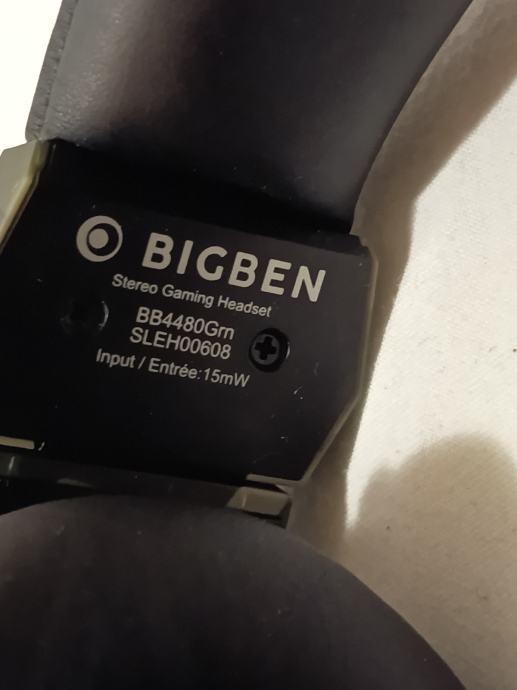 BIGBEN
Stereo Gaming Headset
BB4480Grn
SLEH00608
Input / Entrée:15mW